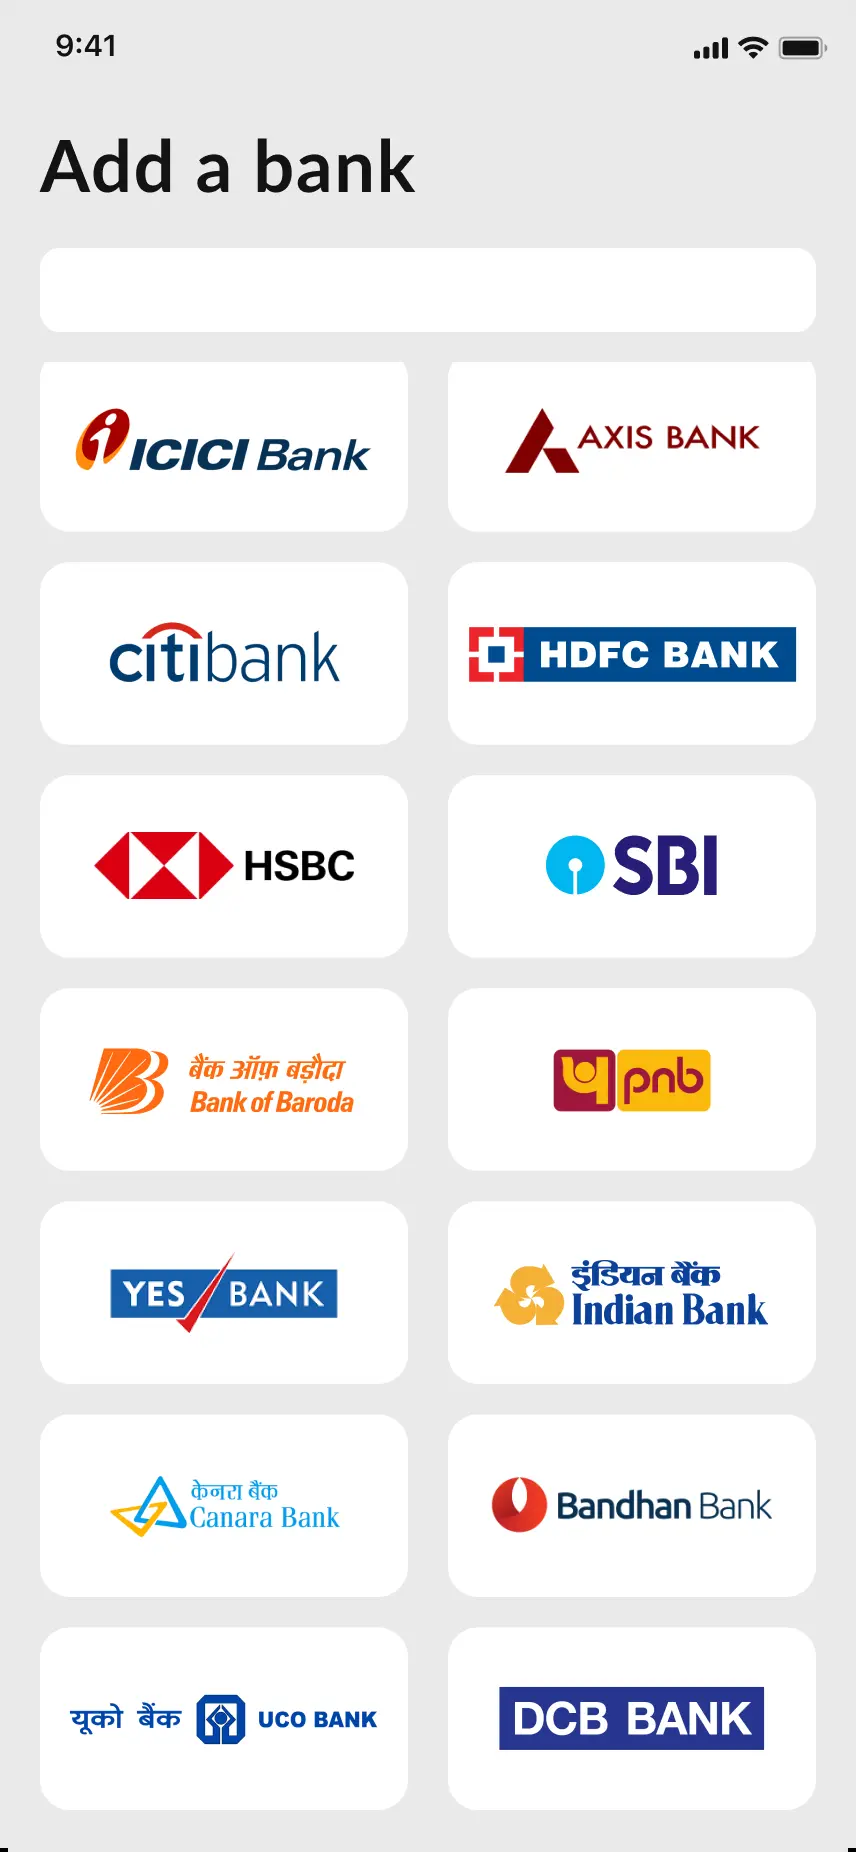 9:41
Add a bank
ICICI Bank
AXIS BANK
citibank
HDFC BANK
HSBC
SBI
बैंक ऑफ़ बड़ौदा
Bank of Baroda
pnb
YES BANK
इंडियन बैंक
Indian Bank
केनरा बैंक
Canara Bank
Bandhan Bank
यूको बैंक UCO BANK
DCB BANK